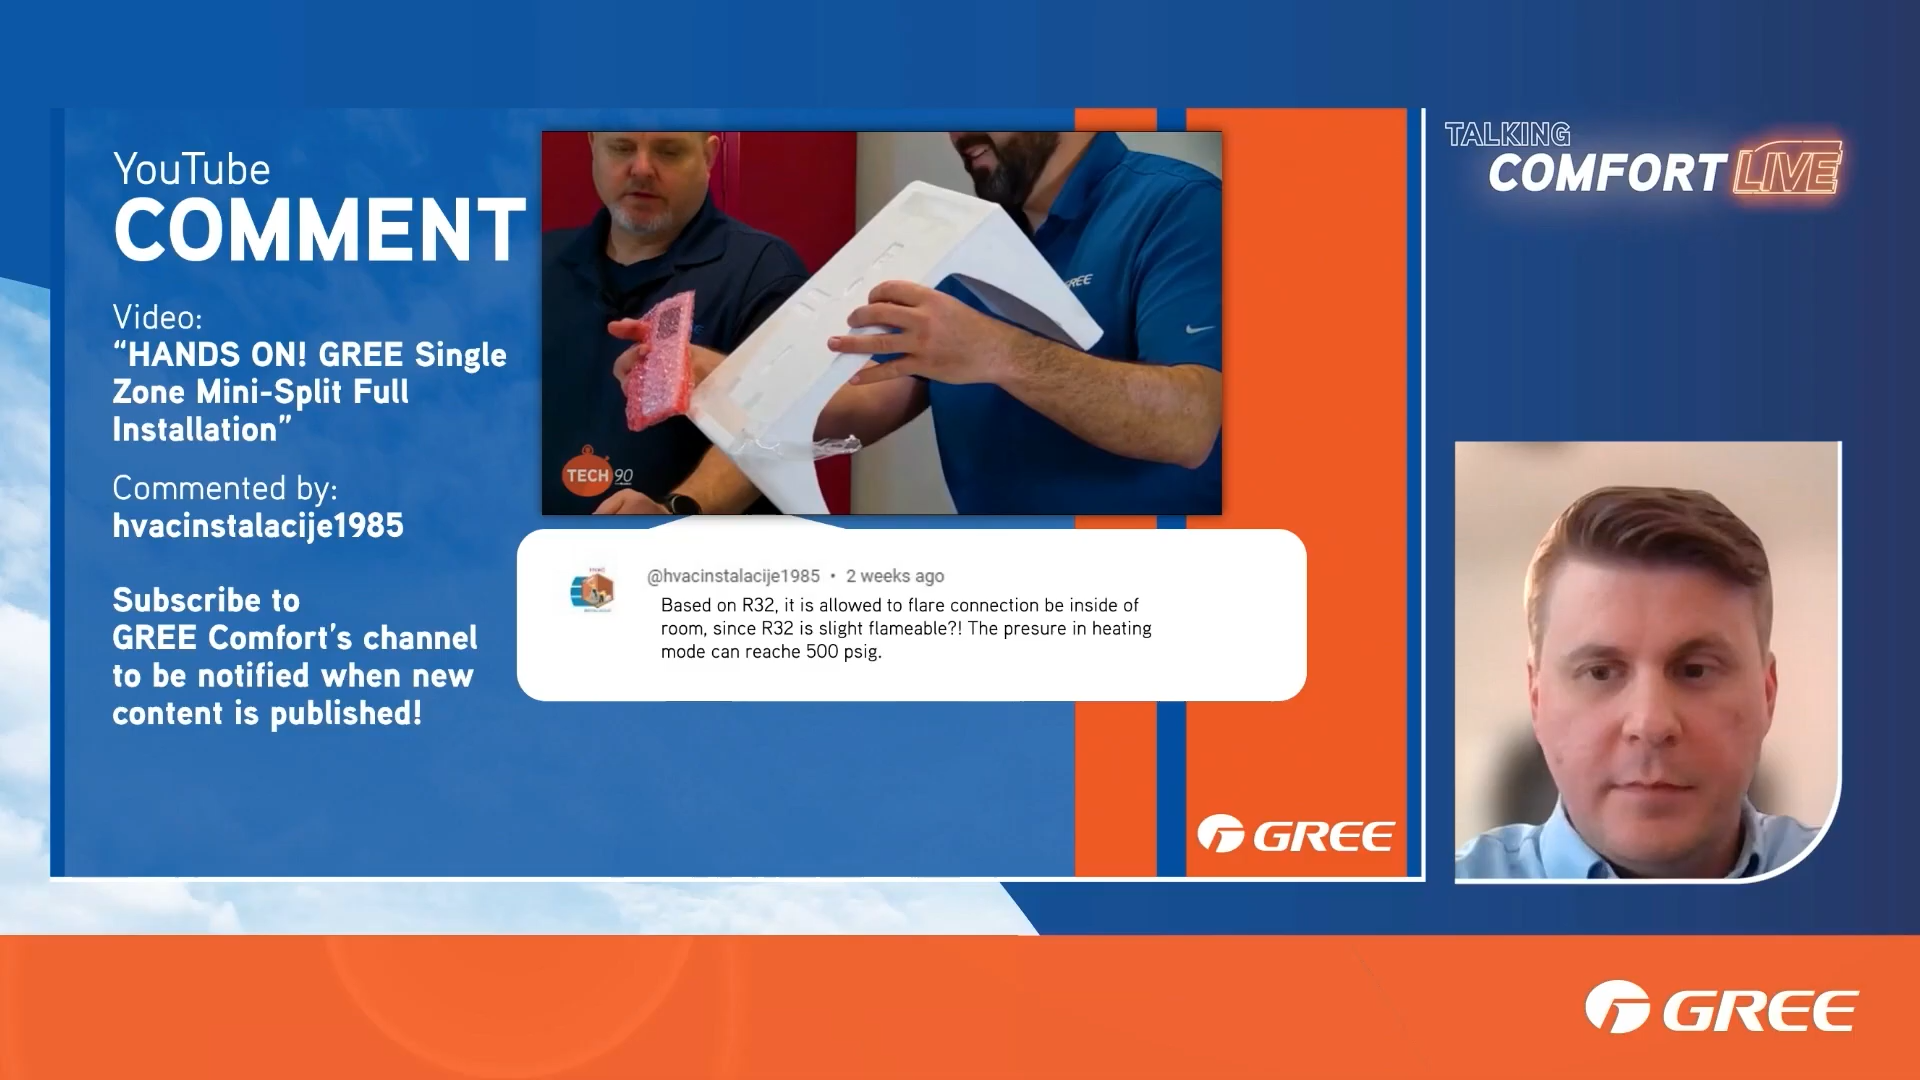 YouTube
COMMENT
Video:
“HANDS ON! GREE Single
Zone Mini-Split Full
Installation”
Commented by:
hvacinstalacije1985
Subscribe to
GREE Comfort’s channel
to be notified when new
content is published!
GREE
TECH 90
@hvacinstalacije1985 • 2 weeks ago
Based on R32, it is allowed to flare connection be inside of
room, since R32 is slight flameable?! The presure in heating
mode can reache 500 psig.
GREE
TALKING
COMFORT LIVE
GREE